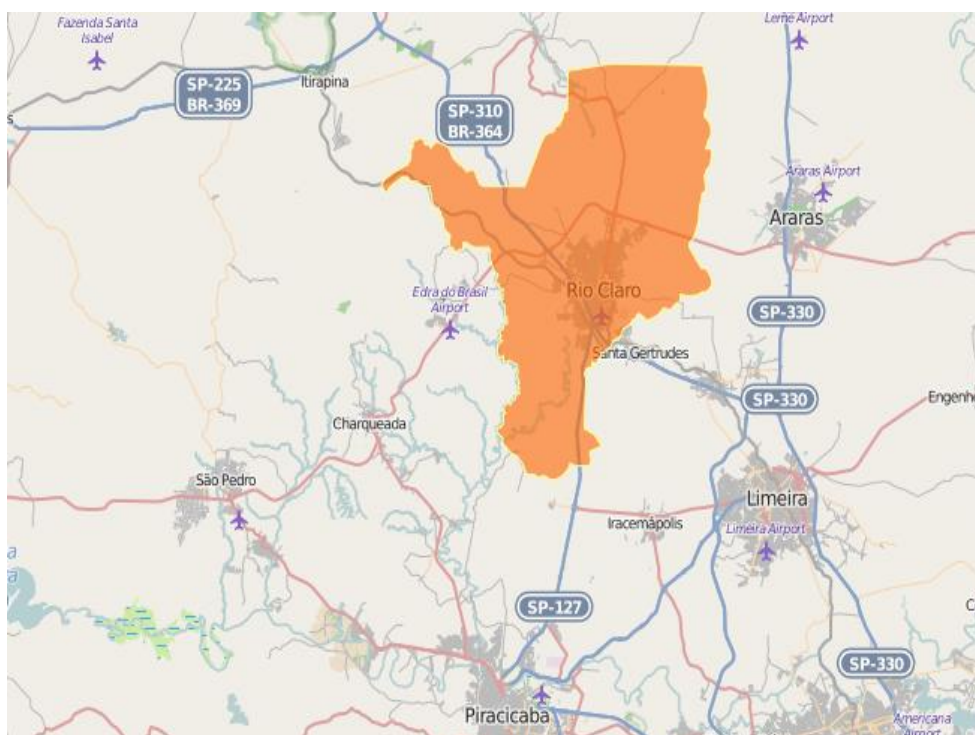 Fazenda Santa
Isabel
Leme Airport
Itirapina
SP-225
BR-369
SP-310
BR-364
Araras Airport
Araras
Edra do Brasil
Airport
Rio Claro
SP-330
Santa Gertrudes
SP-330
Engenhe
Charqueada
São Pedro
Limeira
Iracemápolis
Limeira Airport
SP-127
SP-330
Piracicaba
Americana
Airport